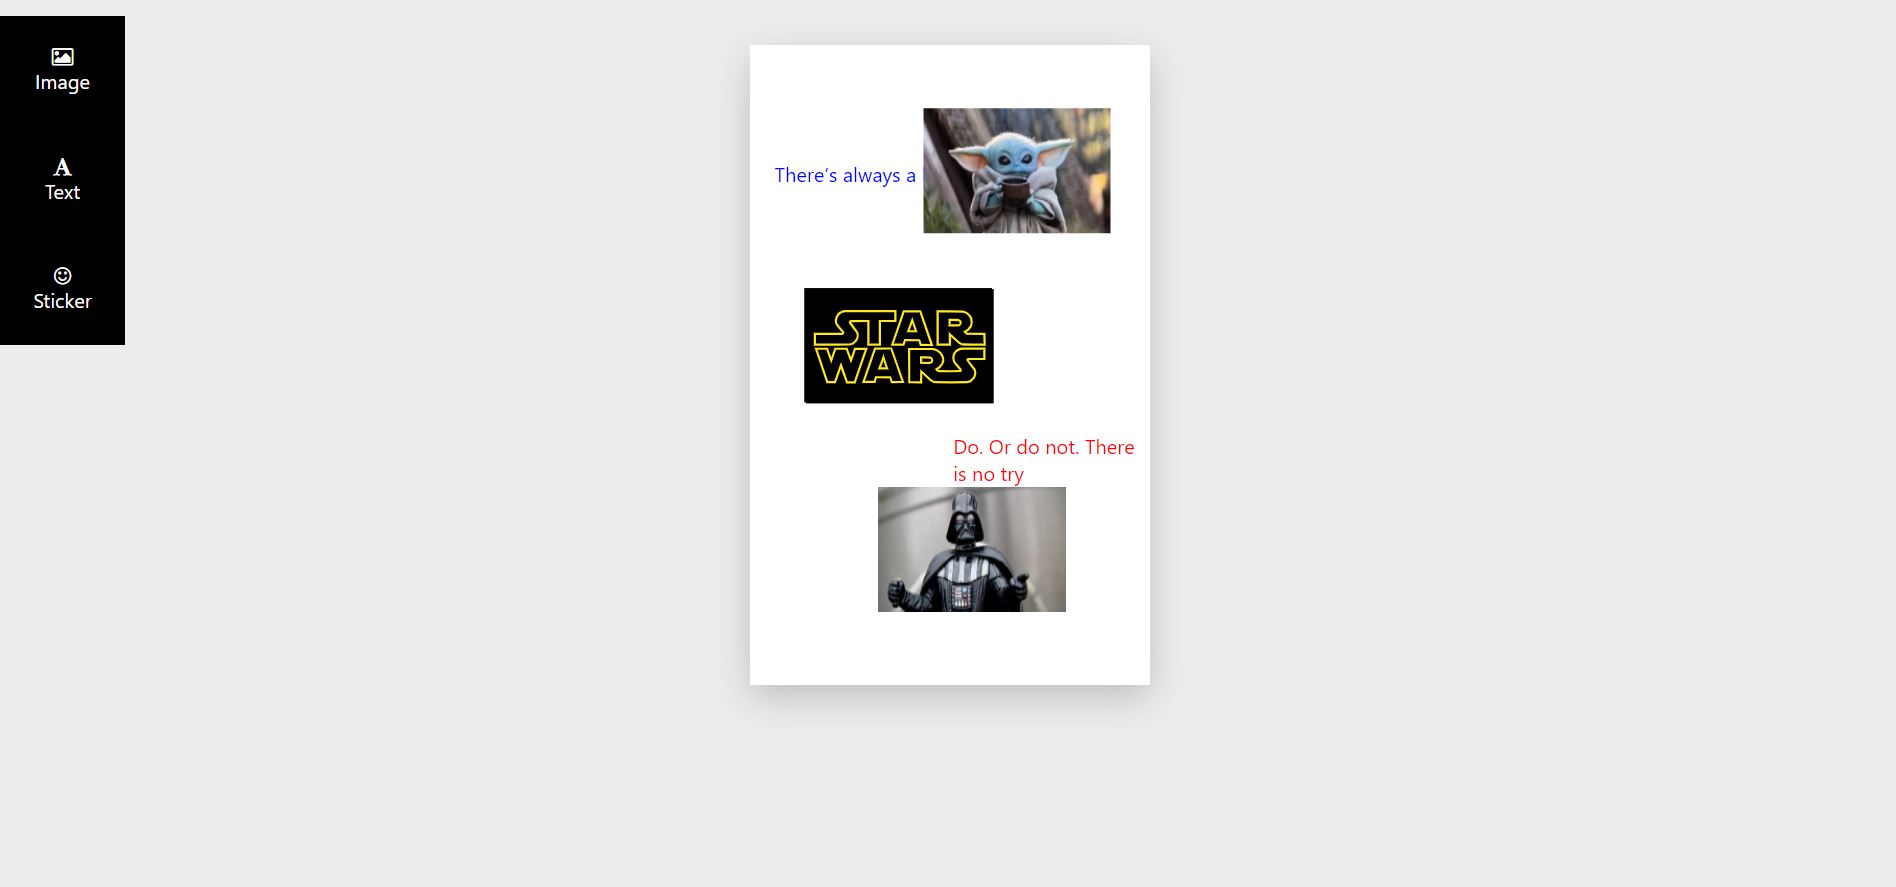 Image
Text
Sticker
There's always a
STAR
WARS
Do. Or do not. There
is no try